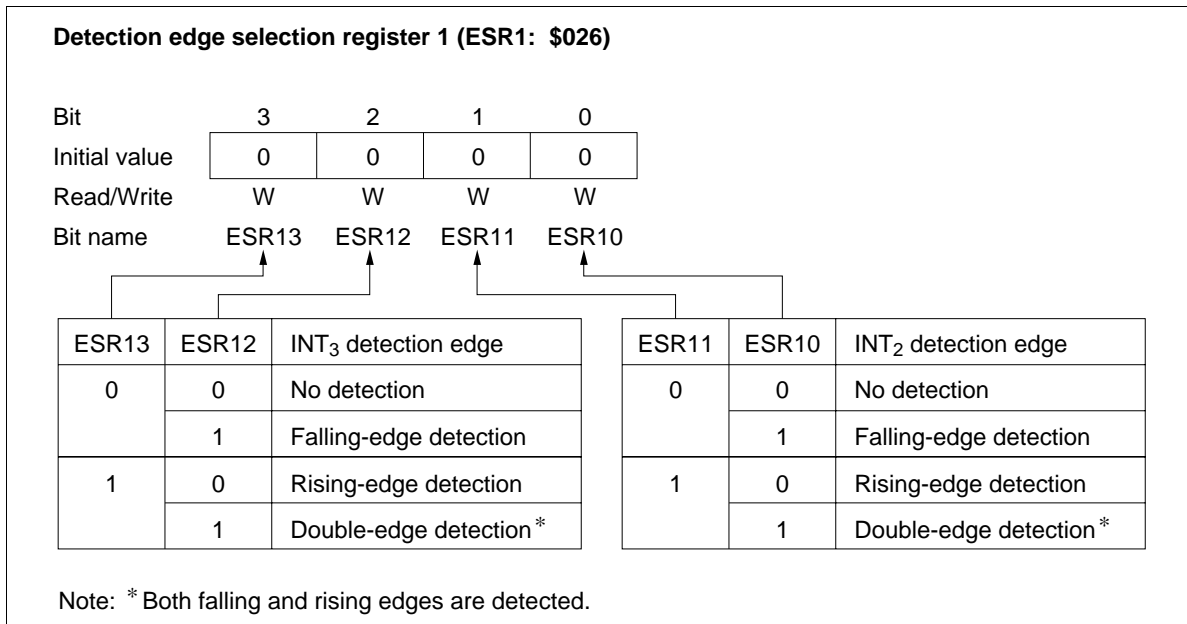 Detection edge selection register 1 (ESR1: $026)
Bit 3 2 1 0
Initial value 0 0 0 0
Read/Write W W W W
Bit name ESR13 ESR12 ESR11 ESR10
ESR13 ESR12 INT3 detection edge
0 0 No detection
1 Falling-edge detection
1 0 Rising-edge detection
1 Double-edge detection*
ESR11 ESR10 INT2 detection edge
0 0 No detection
1 Falling-edge detection
1 0 Rising-edge detection
1 Double-edge detection*
Note: * Both falling and rising edges are detected.